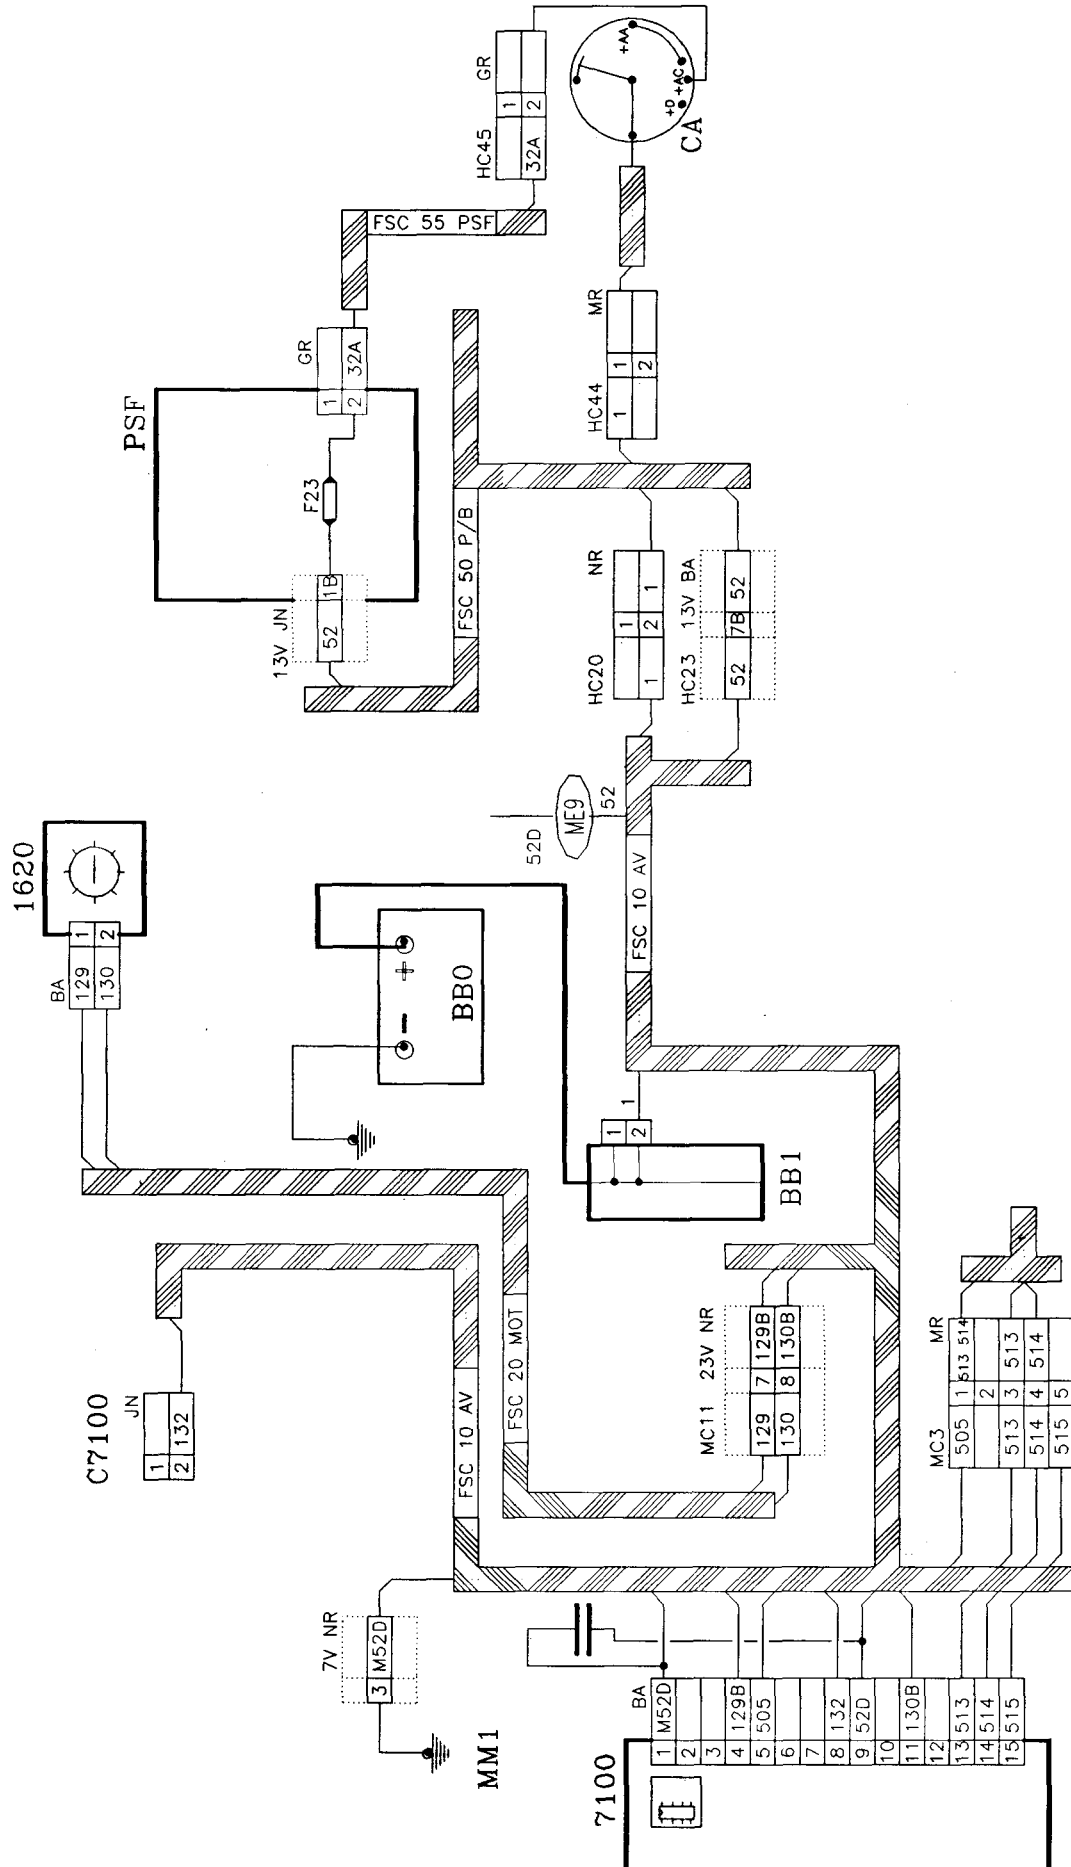 GR
HC45
1
2
32A
+AA
+AC
+D
CA
FSC 55 PSF
PSF
GR
1
2
32A
F23
13V JN
52
1B
MR
HC44
1
1
2
FSC 50 P/B
NR
HC20
1
1
2
1
13V BA
HC23
52
7B
52
52D
ME9
52
1620
BA
129
1
130
2
BB0
+
−
FSC 10 AV
1
1
2
BB1
C7100
JN
1
2
132
FSC 10 AV
FSC 20 MOT
23V NR
MC11
129
7
129B
130
8
130B
MR
MC3
505
1
513 514
2
513
3
513
514
4
514
515
5
7V NR
3
M52D
MM1
7100
BA
1 M52D
2
3
4 129B
5 505
6
7
8 132
9 52D
10
11 130B
12
13 513
14 514
15 515